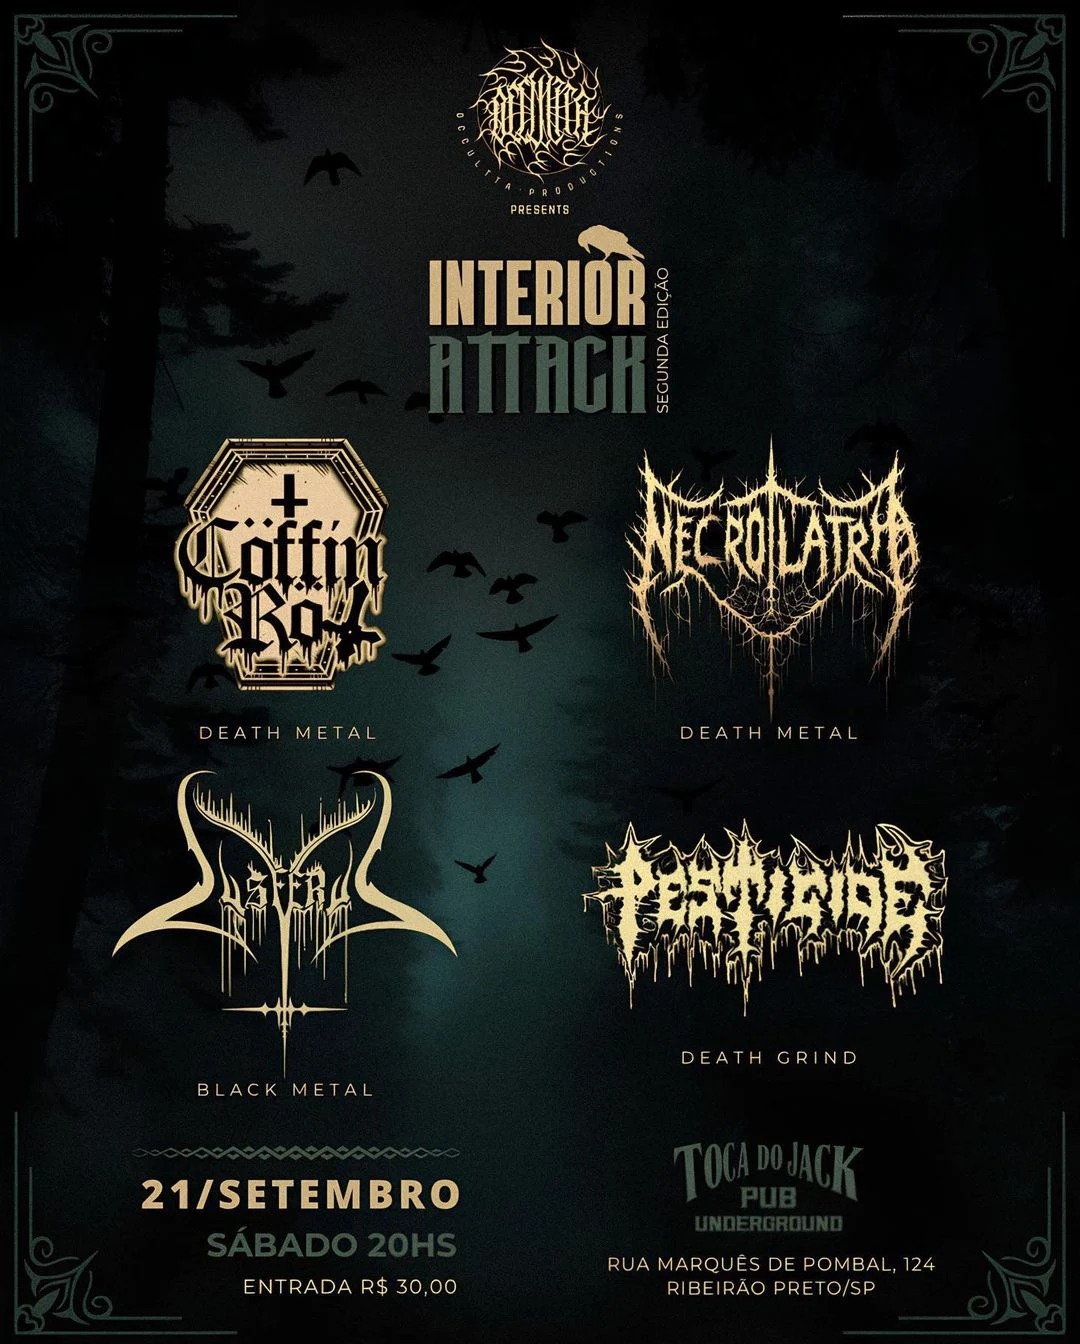 OCCULTTA
OCCULTTA · PRODUCTIONS
PRESENTS
INTERIOR
ATTACK
SEGUNDA EDIÇÃO
Cöffin
Röt
DEATH METAL
NECROILATRIA
DEATH METAL
BLACK METAL
PESTICIDE
DEATH GRIND
21/SETEMBRO
SÁBADO 20HS
ENTRADA R$ 30,00
TOCA DO JACK
PUB
UNDERGROUND
RUA MARQUÊS DE POMBAL, 124
RIBEIRÃO PRETO/SP